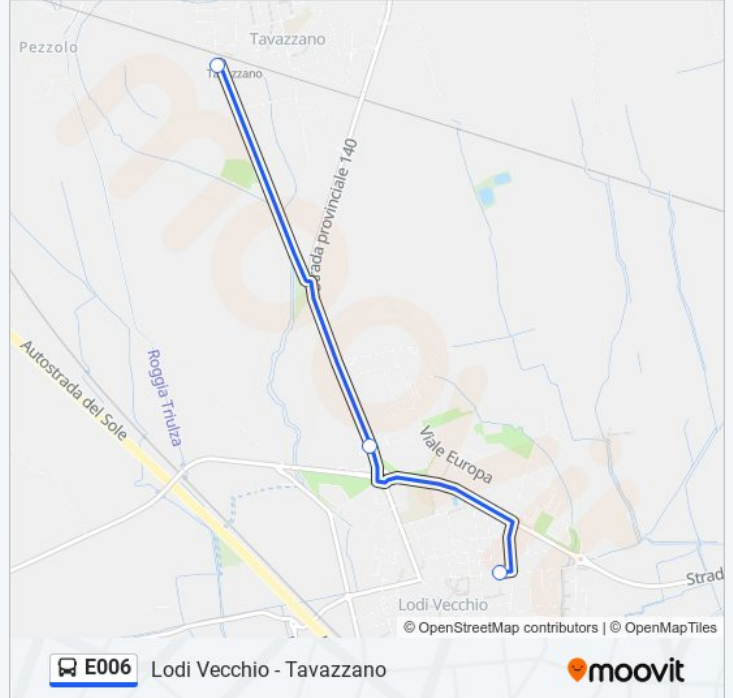 Tavazzano
Pezzolo
Tavazzano
Strada provinciale 140
Autostrada del Sole
Roggia Triulza
Viale Europa
Strad
Lodi Vecchio
© OpenStreetMap contributors | © OpenMapTiles
E006 Lodi Vecchio - Tavazzano
moovit